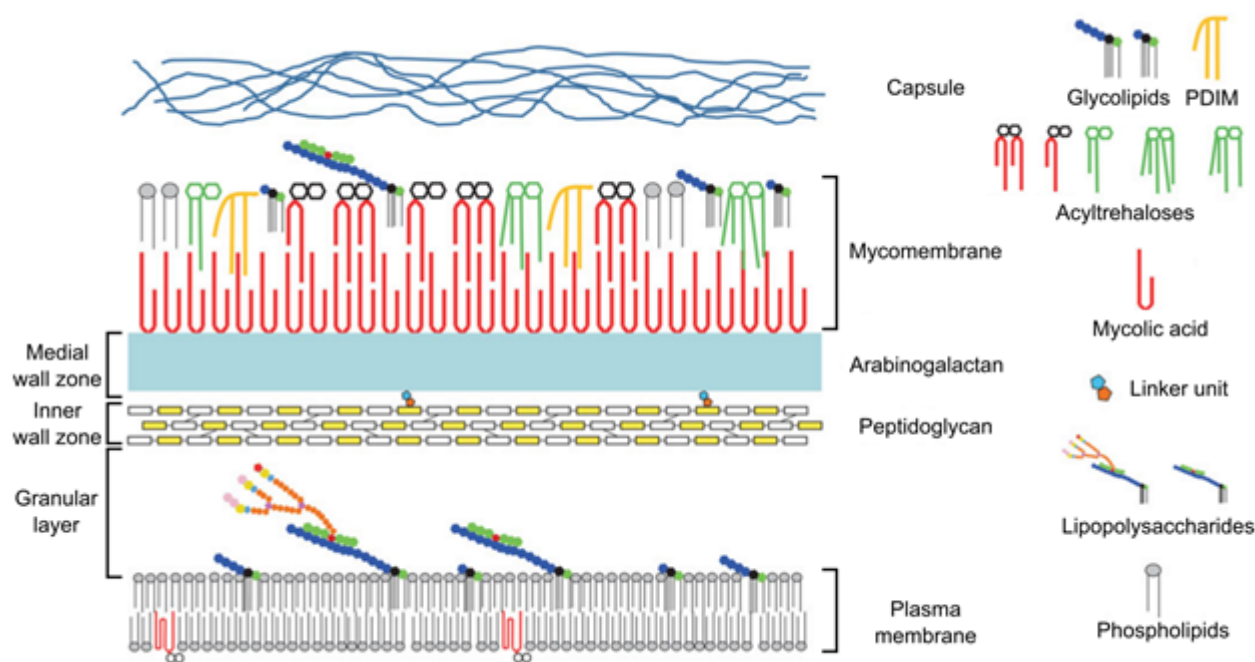 Capsule
Glycolipids PDIM
Acyltrehaloses
Mycomembrane
Mycolic acid
Medial
wall zone
Arabinogalactan
Linker unit
Inner
wall zone
Peptidoglycan
Granular
layer
Lipopolysaccharides
Plasma
membrane
Phospholipids